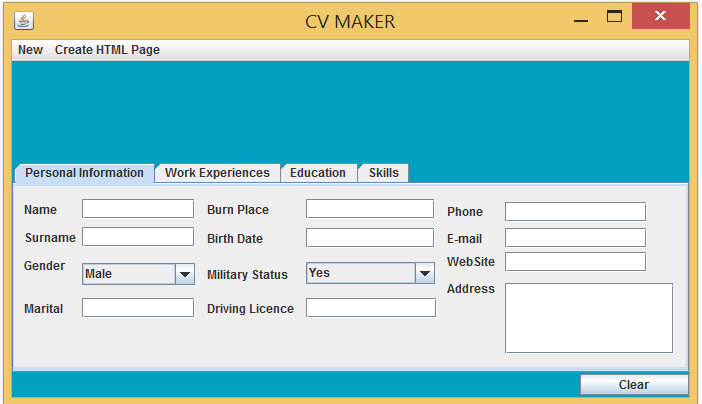 CV MAKER
New Create HTML Page
Personal Information Work Experiences Education Skills
Name Burn Place Phone
Surname Birth Date E-mail
Gender Male Military Status Yes WebSite
Marital Driving Licence Address
Clear